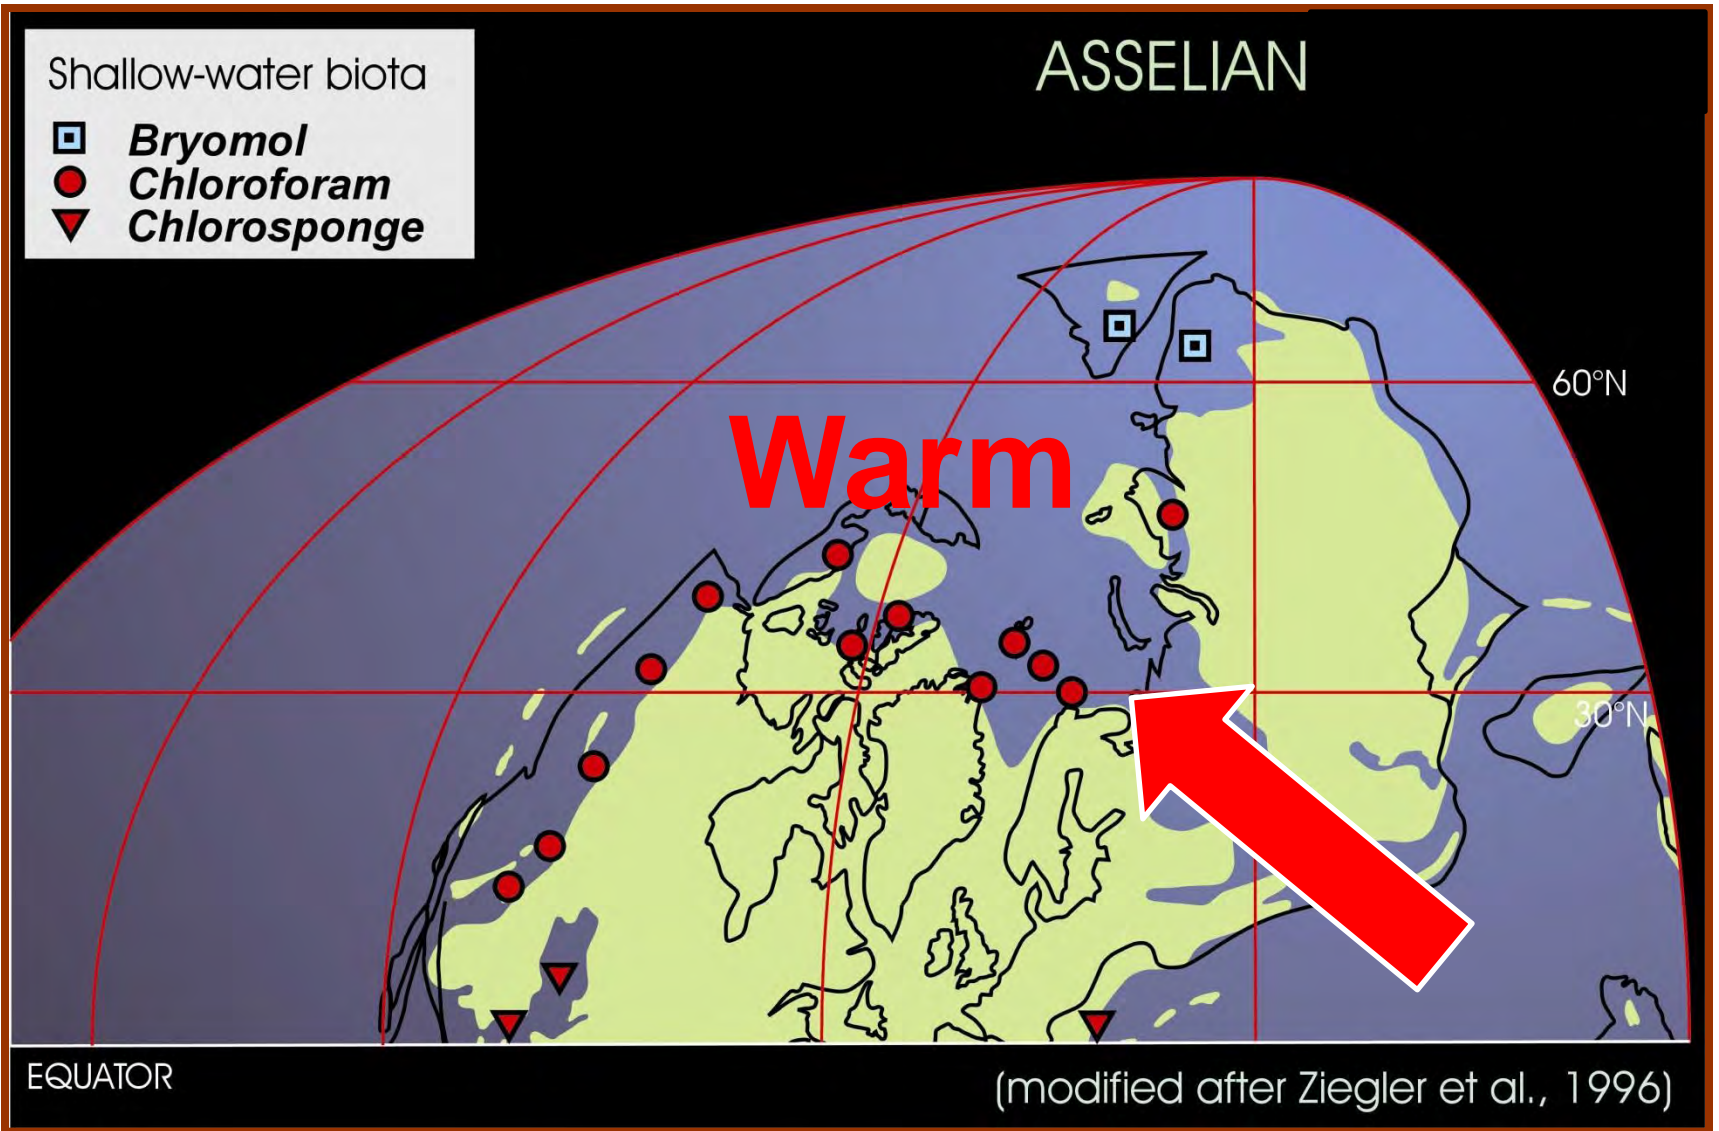 Shallow-water biota
Bryomol
Chloroforam
Chlorosponge
ASSELIAN
60°N
Warm
30°N
EQUATOR
(modified after Ziegler et al., 1996)